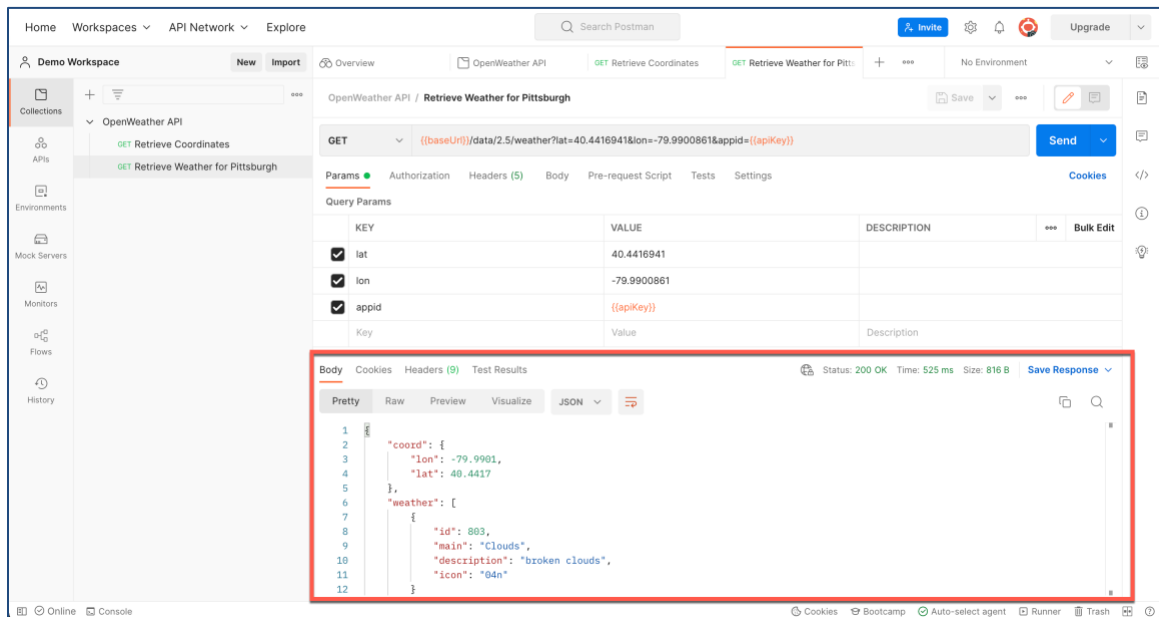 Home Workspaces API Network Explore Search Postman Invite Upgrade
Demo Workspace New Import Overview OpenWeather API GET Retrieve Coordinates GET Retrieve Weather for Pitts No Environment
Collections
APIs
Environments
Mock Servers
Monitors
Flows
History
OpenWeather API
GET Retrieve Coordinates
GET Retrieve Weather for Pittsburgh
OpenWeather API / Retrieve Weather for Pittsburgh Save
GET {{baseUrl}}/data/2.5/weather?lat=40.4416941&lon=-79.9900861&appid={{apiKey}} Send
Params Authorization Headers (5) Body Pre-request Script Tests Settings Cookies
Query Params
KEY VALUE DESCRIPTION Bulk Edit
lat 40.4416941
lon -79.9900861
appid {{apiKey}}
Key Value Description
Body Cookies Headers (9) Test Results Status: 200 OK Time: 525 ms Size: 816 B Save Response
Pretty Raw Preview Visualize JSON
1 {
2 "coord": {
3 "lon": -79.9901,
4 "lat": 40.4417
5 },
6 "weather": [
7 {
8 "id": 803,
9 "main": "Clouds",
10 "description": "broken clouds",
11 "icon": "04n"
12 }
Online Console Cookies Bootcamp Auto-select agent Runner Trash